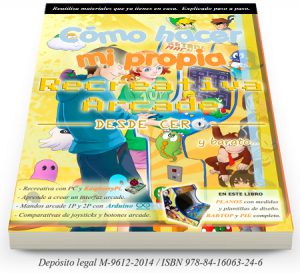 Reutiliza materiales que ya tienes en casa. Explicado paso a paso.
Cómo hacer
mi propia
Recreativa
Arcade
DESDE CERO
y barato...
- Recreativa con PC y RaspberryPi.
- Aprende a crear un interfaz arcade.
- Mandos arcade 1P y 2P con Arduino
- Comparativas de joysticks y botones arcade.
EN ESTE LIBRO
PLANOS con medidas
y plantillas de diseño.
BARTOP y PIE completo.
Depósito legal M-9612-2014 / ISBN 978-84-16063-24-6